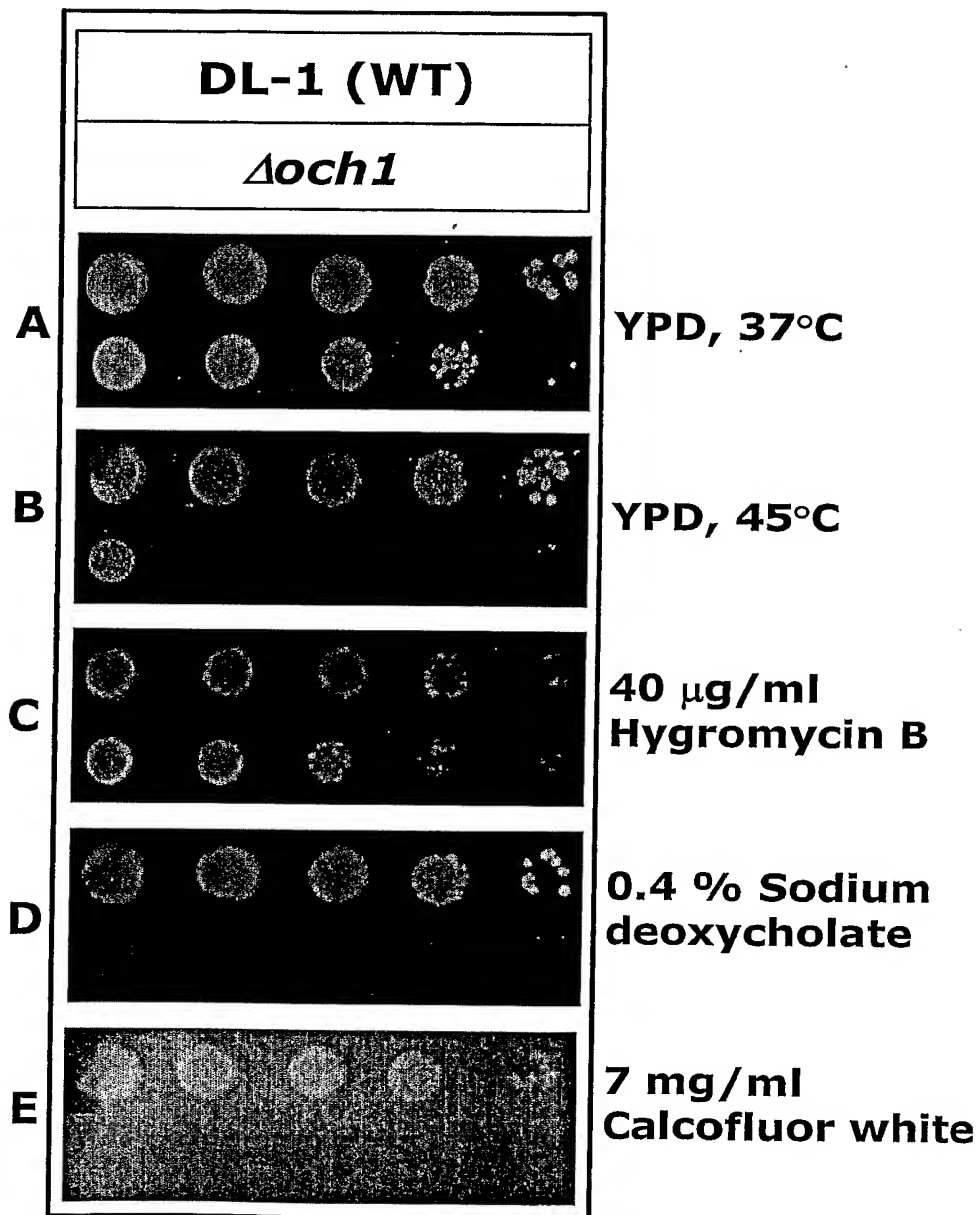 DL-1 (WT)
Δoch1
A
YPD, 37°C
B
YPD, 45°C
C
40 μg/ml
Hygromycin B
D
0.4 % Sodium
deoxycholate
E
7 mg/ml
Calcofluor white